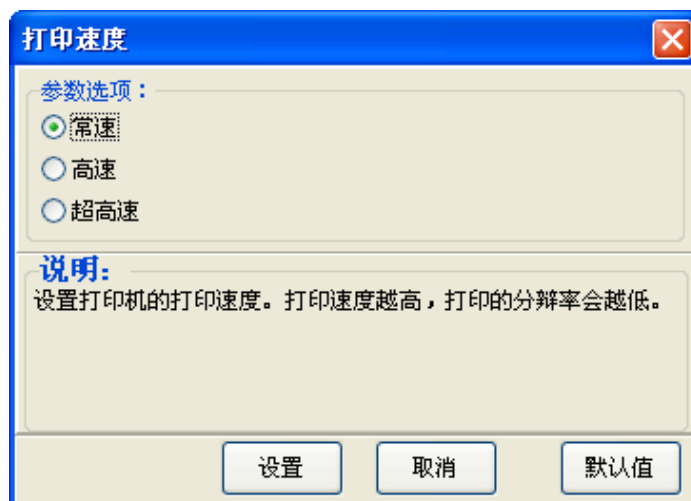 打印速度
参数选项：
常速
高速
超高速
说明:
设置打印机的打印速度。打印速度越高，打印的分辩率会越低。
设置
取消
默认值